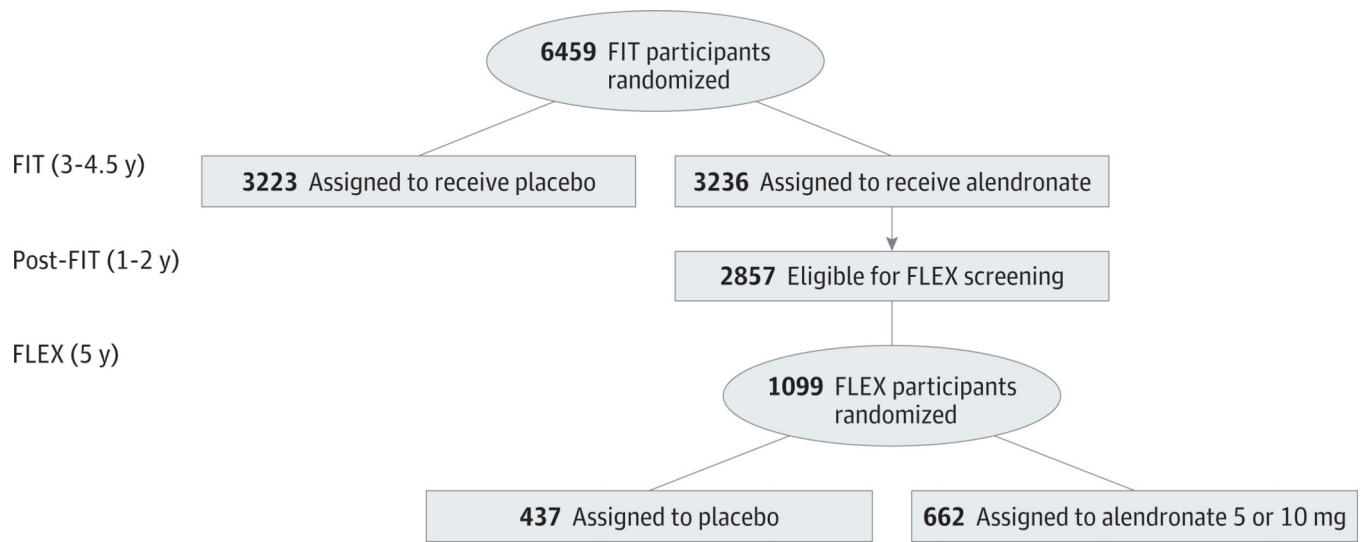 6459 FIT participants
randomized
FIT (3-4.5 y)
3223 Assigned to receive placebo
3236 Assigned to receive alendronate
Post-FIT (1-2 y)
2857 Eligible for FLEX screening
FLEX (5 y)
1099 FLEX participants
randomized
437 Assigned to placebo
662 Assigned to alendronate 5 or 10 mg